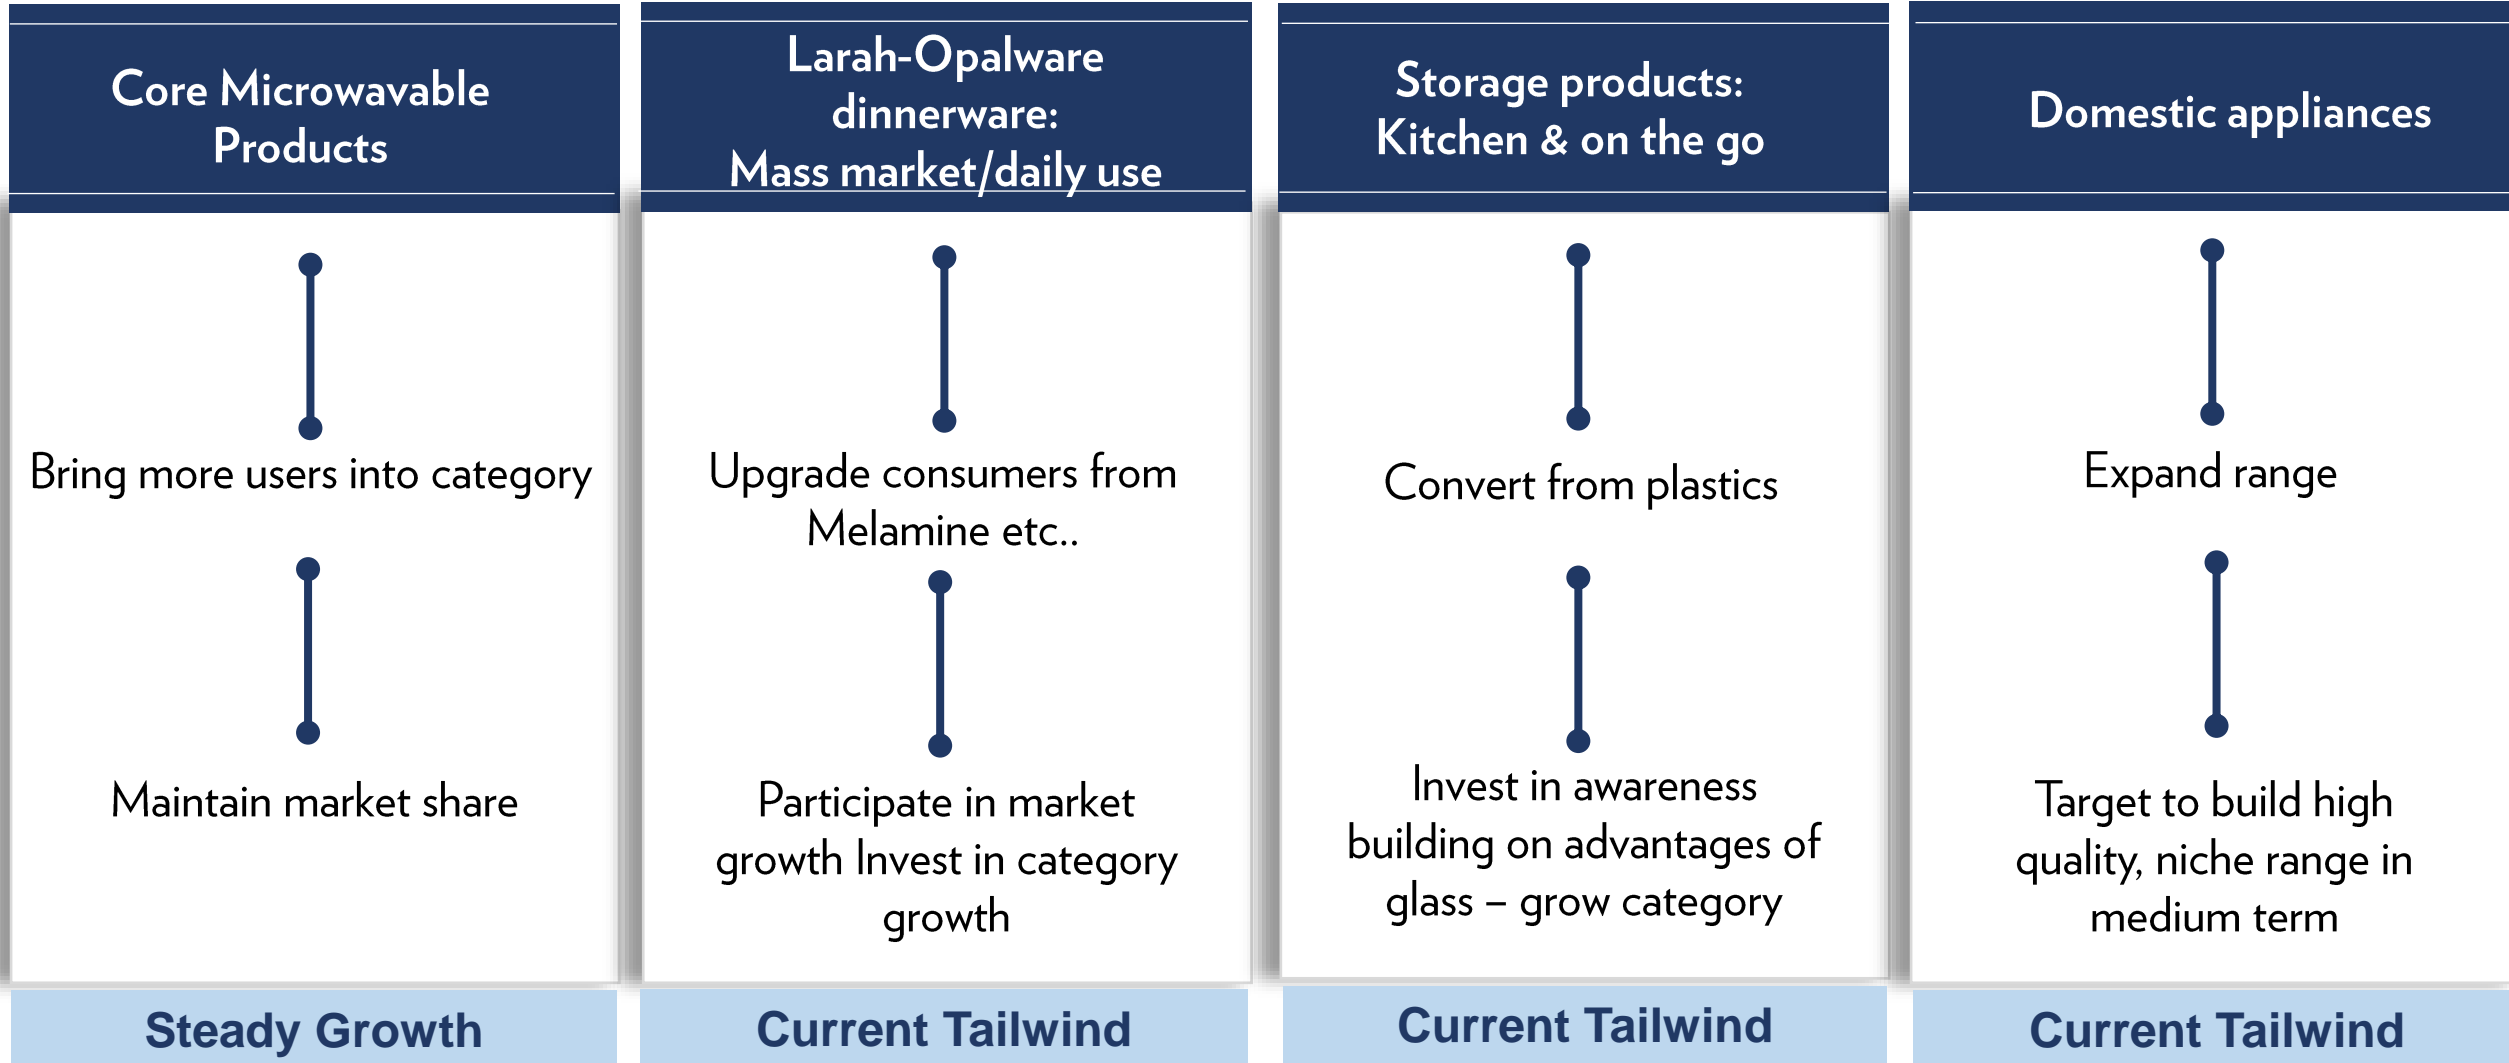 Core Microwavable
Products
Bring more users into category
Maintain market share
Steady Growth
Larah-Opalware
dinnerware:
Mass market/daily use
Upgrade consumers from
Melamine etc..
Participate in market
growth Invest in category
growth
Current Tailwind
Storage products:
Kitchen & on the go
Convert from plastics
Invest in awareness
building on advantages of
glass – grow category
Current Tailwind
Domestic appliances
Expand range
Target to build high
quality, niche range in
medium term
Current Tailwind